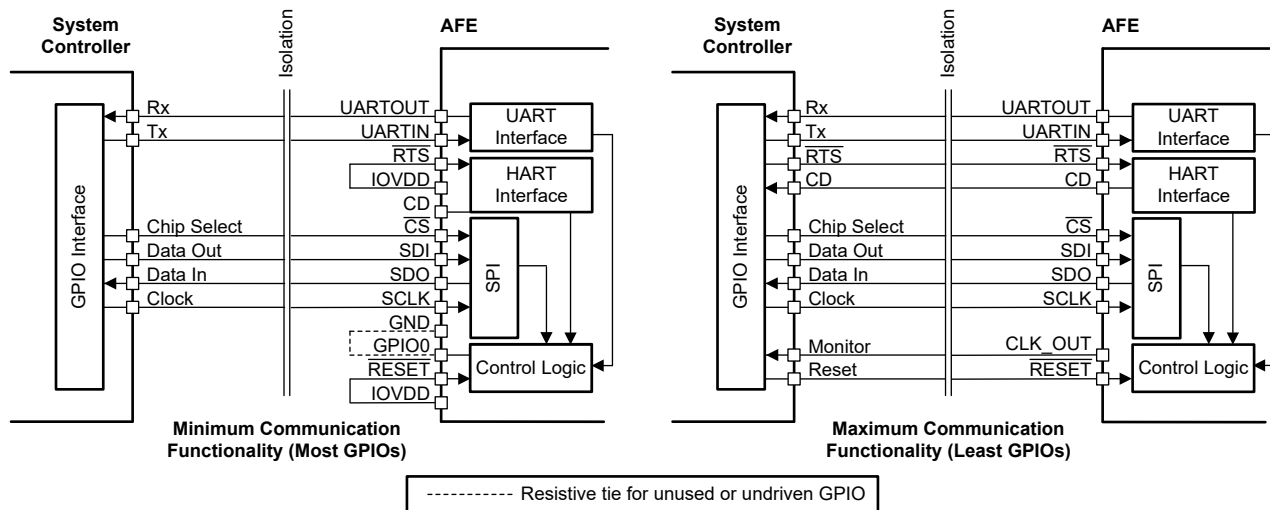 System
Controller
Isolation
AFE
GPIO Interface
Rx
Tx
Chip Select
Data Out
Data In
Clock
UARTOUT
UARTIN
RTS
IOVDD
CD
CS
SDI
SDO
SCLK
GND
GPIO0
RESET
IOVDD
UART
Interface
HART
Interface
SPI
Control Logic
Minimum Communication
Functionality (Most GPIOs)
System
Controller
Isolation
AFE
GPIO Interface
Rx
Tx
RTS
CD
Chip Select
Data Out
Data In
Clock
Monitor
Reset
UARTOUT
UARTIN
RTS
CD
CS
SDI
SDO
SCLK
CLK_OUT
RESET
UART
Interface
HART
Interface
SPI
Control Logic
Maximum Communication
Functionality (Least GPIOs)
Resistive tie for unused or undriven GPIO